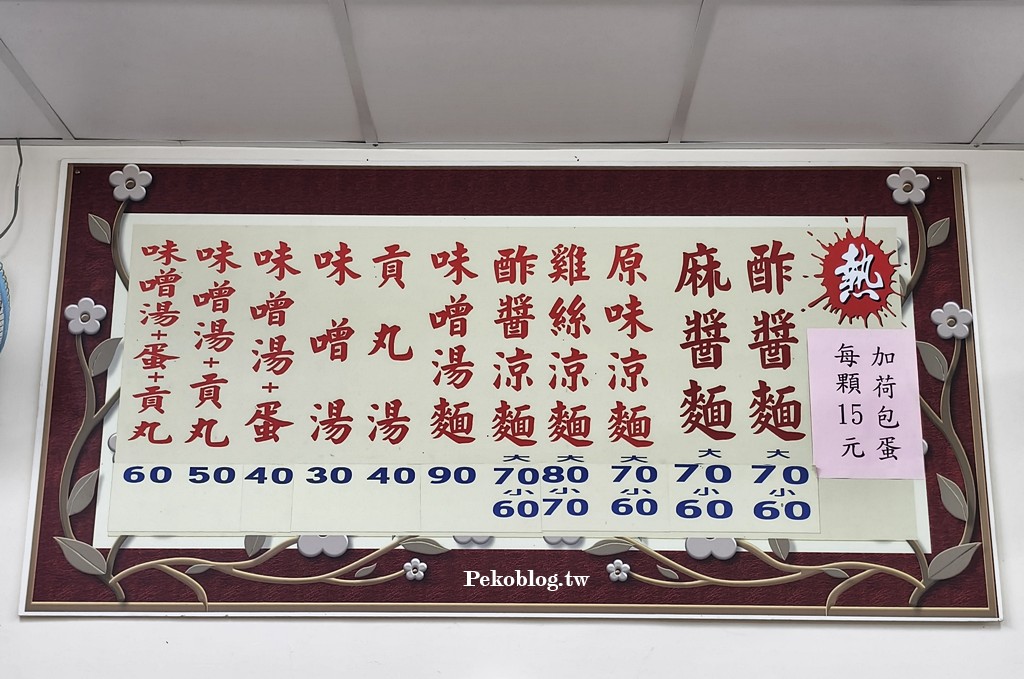 熱
加荷包蛋
每顆15元
酢醬麵
大
70
小
60
麻醬麵
大
70
小
60
原味涼麵
大
70
小
60
雞絲涼麵
大
80
小
70
酢醬涼麵
大
70
小
60
味噌湯麵
90
貢丸湯
40
味噌湯
30
味噌湯+蛋
40
味噌湯+貢丸
50
味噌湯+蛋+貢丸
60
Pekoblog.tw